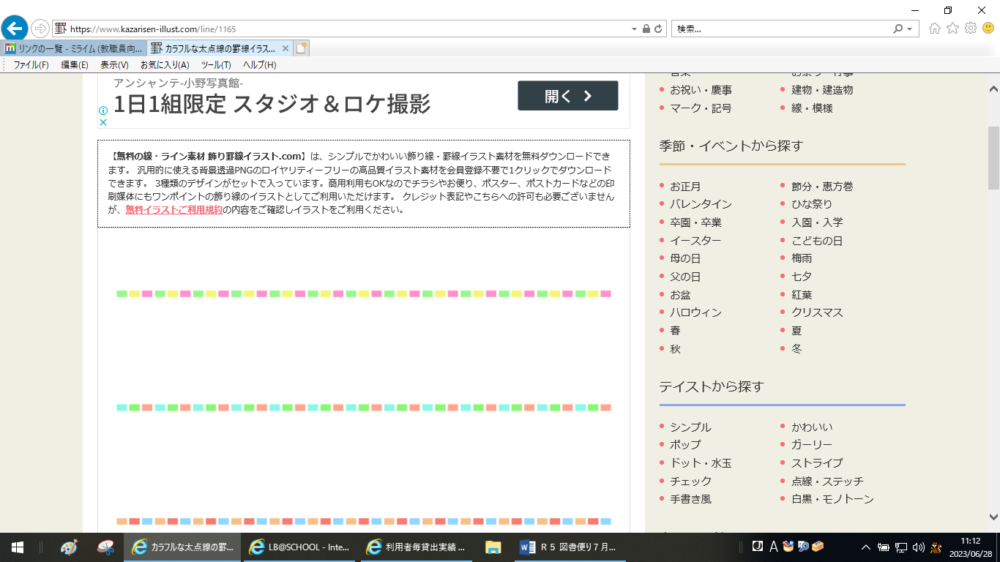 https://www.kazarisen-illust.com/line/1165
検索...
リンクの一覧 - ミライム (教職員向...
カラフルな太点線の罫線イラス...
ファイル(F) 編集(E) 表示(V) お気に入り(A) ツール(T) ヘルプ(H)
アンシャンテ-小野写真館-
1日1組限定 スタジオ＆ロケ撮影
開く
【無料の線・ライン素材 飾り罫線イラスト.com】は、シンプルでかわいい飾り線・罫線イラスト素材を無料ダウンロードでき
ます。 汎用的に使える背景透過PNGのロイヤリティーフリーの高品質イラスト素材を会員登録不要で1クリックでダウンロード
できます。 3種類のデザインがセットで入っています。商用利用もOKなのでチラシやお便り、ポスター、ポストカードなどの印
刷媒体にもワンポイントの飾り線のイラストとしてご利用いただけます。 クレジット表記やこちらへの許可も必要ございません
が、無料イラストご利用規約の内容をご確認しイラストをご利用ください。
お祝い・慶事 建物・建造物
マーク・記号 線・模様
季節・イベントから探す
お正月 節分・恵方巻
バレンタイン ひな祭り
卒園・卒業 入園・入学
イースター こどもの日
母の日 梅雨
父の日 七夕
お盆 紅葉
ハロウィン クリスマス
春 夏
秋 冬
テイストから探す
シンプル かわいい
ポップ ガーリー
ドット・水玉 ストライプ
チェック 点線・ステッチ
手書き風 白黒・モノトーン
カラフルな太点線の罫...
LB@SCHOOL - Inte...
利用者毎貸出実績 ...
Ｒ５ 図書便り７月...
A
11:12
2023/06/28